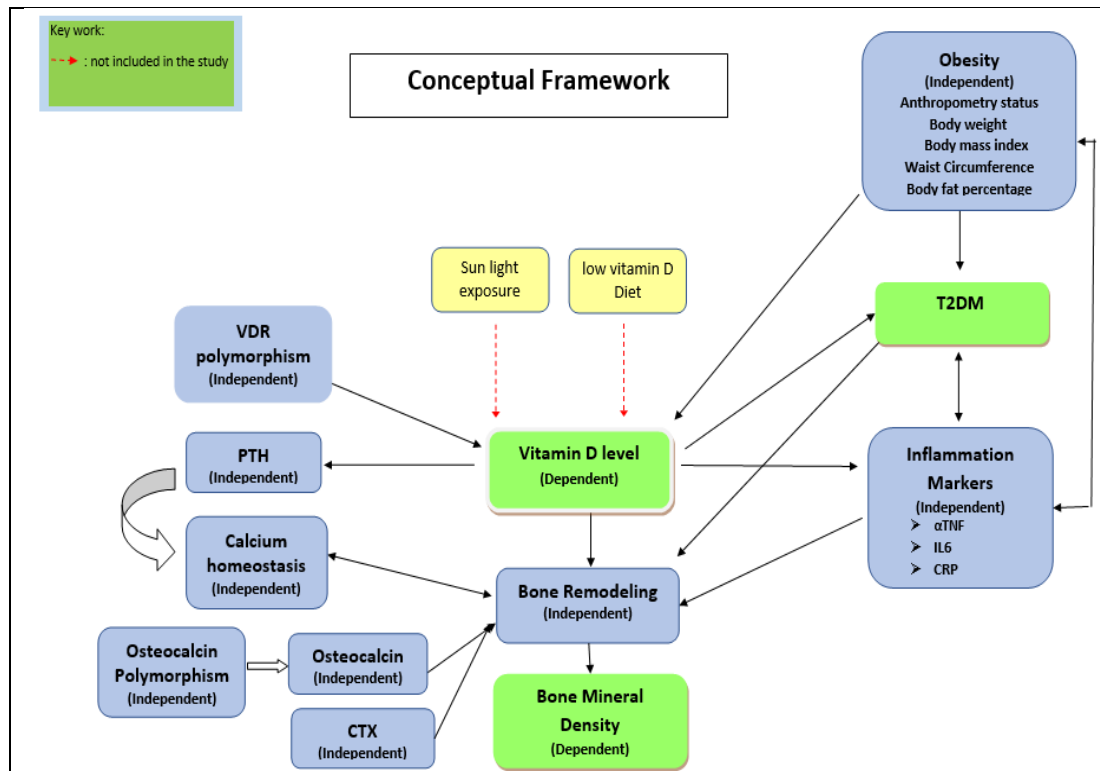 Key work:
: not included in the study
Conceptual Framework
Obesity
(Independent)
Anthropometry status
Body weight
Body mass index
Waist Circumference
Body fat percentage
Sun light
exposure
low vitamin D
Diet
T2DM
VDR
polymorphism
(Independent)
PTH
(Independent)
Vitamin D level
(Dependent)
Inflammation
Markers
(Independent)
➢ αTNF
➢ IL6
➢ CRP
Calcium
homeostasis
(Independent)
Bone Remodeling
(Independent)
Osteocalcin
Polymorphism
(Independent)
Osteocalcin
(Independent)
CTX
(Independent)
Bone Mineral
Density
(Dependent)